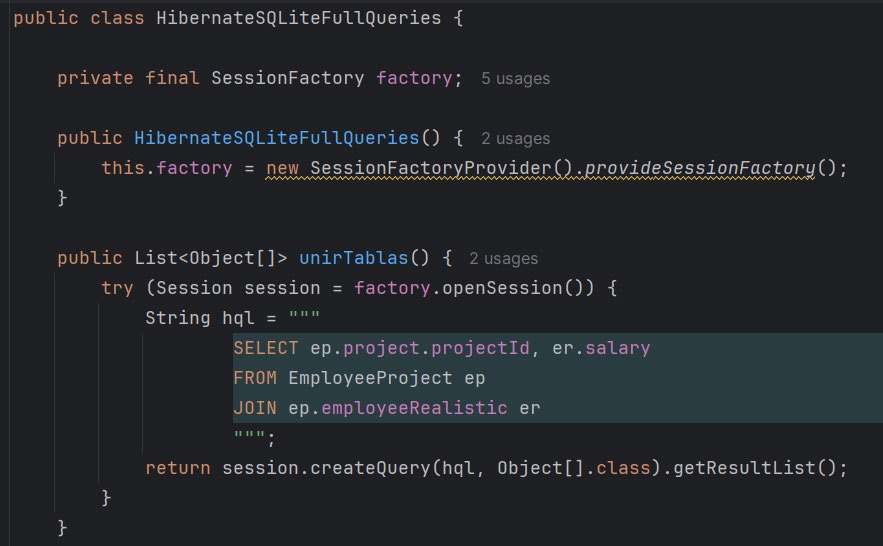 public class HibernateSQLiteFullQueries {
private final SessionFactory factory; 5 usages
public HibernateSQLiteFullQueries() { 2 usages
this.factory = new SessionFactoryProvider().provideSessionFactory();
}
public List<Object[]> unirTablas() { 2 usages
try (Session session = factory.openSession()) {
String hql = """
SELECT ep.project.projectId, er.salary
FROM EmployeeProject ep
JOIN ep.employeeRealistic er
""";
return session.createQuery(hql, Object[].class).getResultList();
}
}